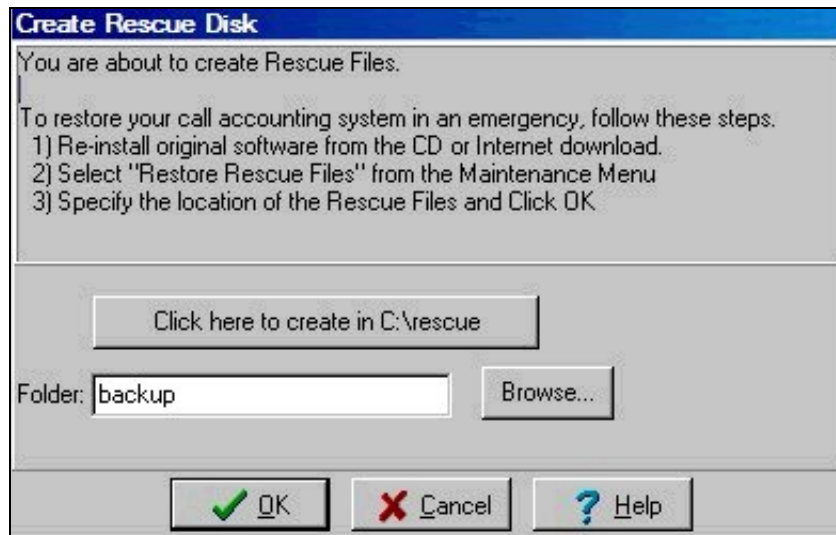 Create Rescue Disk
You are about to create Rescue Files.
To restore your call accounting system in an emergency, follow these steps.
1) Re-install original software from the CD or Internet download.
2) Select "Restore Rescue Files" from the Maintenance Menu
3) Specify the location of the Rescue Files and Click OK
Click here to create in C:\rescue
Folder: backup Browse...
OK Cancel ? Help